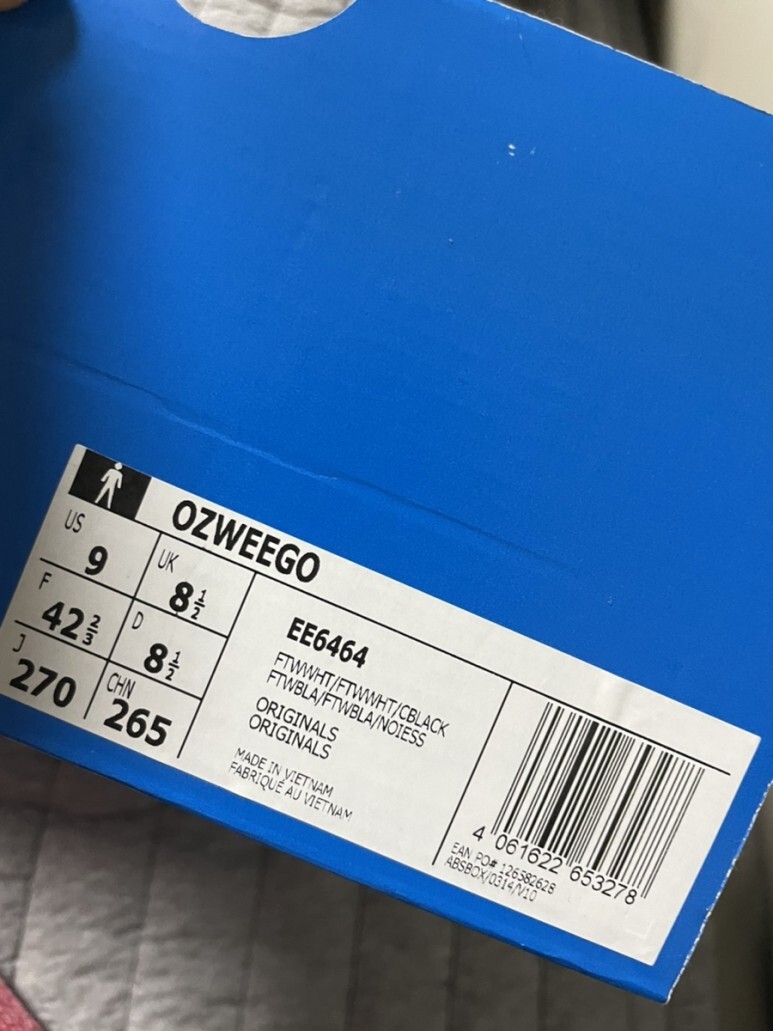 OZWEEGO
US
9
UK
8½
F
42⅔
D
8½
J
270
CHN
265
EE6464
FTWWHT/FTWWHT/CBLACK
FTWBLA/FTWBLA/NOIESS
ORIGINALS
ORIGINALS
MADE IN VIETNAM
FABRIQUÉ AU VIETNAM
4 061622 653278
EAN PO# 126582628
ABSBOX/0314/V10